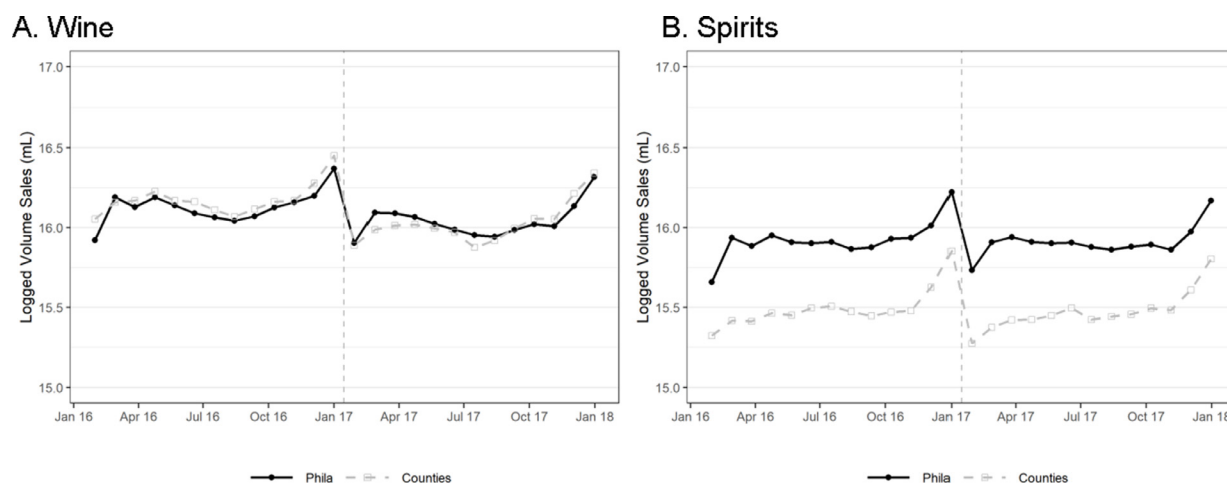 A. Wine
B. Spirits
Logged Volume Sales (mL)
17.0
16.5
16.0
15.5
15.0
Jan 16 Apr 16 Jul 16 Oct 16 Jan 17 Apr 17 Jul 17 Oct 17 Jan 18
Phila Counties
Logged Volume Sales (mL)
17.0
16.5
16.0
15.5
15.0
Jan 16 Apr 16 Jul 16 Oct 16 Jan 17 Apr 17 Jul 17 Oct 17 Jan 18
Phila Counties